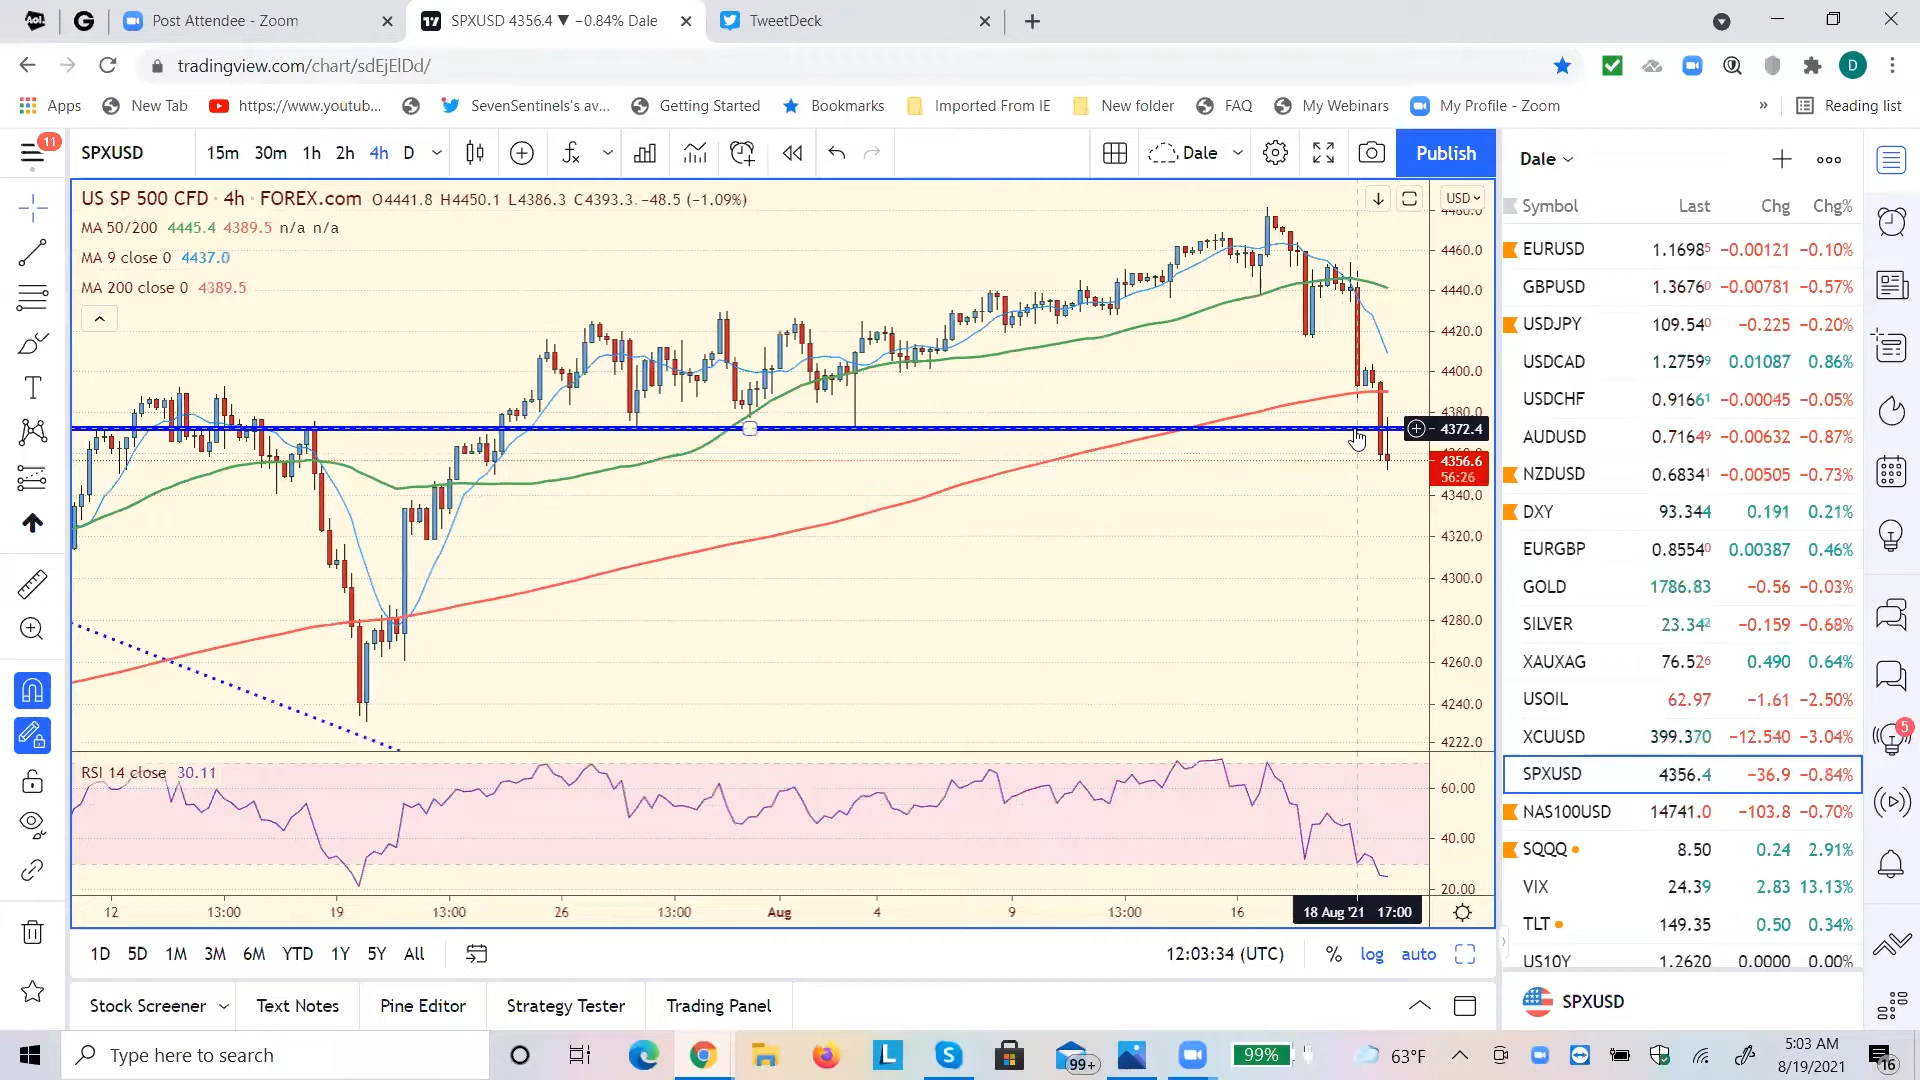 Aol.
G
Post Attendee - Zoom
SPXUSD 4356.4 ▼ −0.84% Dale
TweetDeck
tradingview.com/chart/sdEjElDd/
D
Apps
New Tab
https://www.youtub...
SevenSentinels's av...
Getting Started
Bookmarks
Imported From IE
New folder
FAQ
My Webinars
My Profile - Zoom
»
Reading list
11
SPXUSD
15m 30m 1h 2h 4h D
Dale
Publish
US SP 500 CFD · 4h · FOREX.com O4441.8 H4450.1 L4386.3 C4393.3 −48.5 (−1.09%)
MA 50/200 4445.4 4389.5 n/a n/a
MA 9 close 0 4437.0
MA 200 close 0 4389.5
USD
4480.0
4460.0
4440.0
4420.0
4400.0
4380.0
4372.4
4356.6
56:26
4340.0
4320.0
4300.0
4280.0
4260.0
4240.0
4222.0
RSI 14 close 30.11
60.00
40.00
20.00
12 13:00 19 13:00 26 13:00 Aug 4 9 13:00 16 18 Aug '21 17:00
1D 5D 1M 3M 6M YTD 1Y 5Y All
12:03:34 (UTC) % log auto
Stock Screener Text Notes Pine Editor Strategy Tester Trading Panel
Dale
Symbol Last Chg Chg%
EURUSD 1.16985 −0.00121 −0.10%
GBPUSD 1.36760 −0.00781 −0.57%
USDJPY 109.540 −0.225 −0.20%
USDCAD 1.27599 0.01087 0.86%
USDCHF 0.91661 −0.00045 −0.05%
AUDUSD 0.71649 −0.00632 −0.87%
NZDUSD 0.68341 −0.00505 −0.73%
DXY 93.344 0.191 0.21%
EURGBP 0.85540 0.00387 0.46%
GOLD 1786.83 −0.56 −0.03%
SILVER 23.342 −0.159 −0.68%
XAUXAG 76.526 0.490 0.64%
USOIL 62.97 −1.61 −2.50%
XCUUSD 399.370 −12.540 −3.04%
SPXUSD 4356.4 −36.9 −0.84%
NAS100USD 14741.0 −103.8 −0.70%
SQQQ 8.50 0.24 2.91%
VIX 24.39 2.83 13.13%
TLT 149.35 0.50 0.34%
US10Y 1.2620 0.0000 0.00%
SPXUSD
5
Type here to search
L
S
99+
99%
63°F
5:03 AM
8/19/2021
16